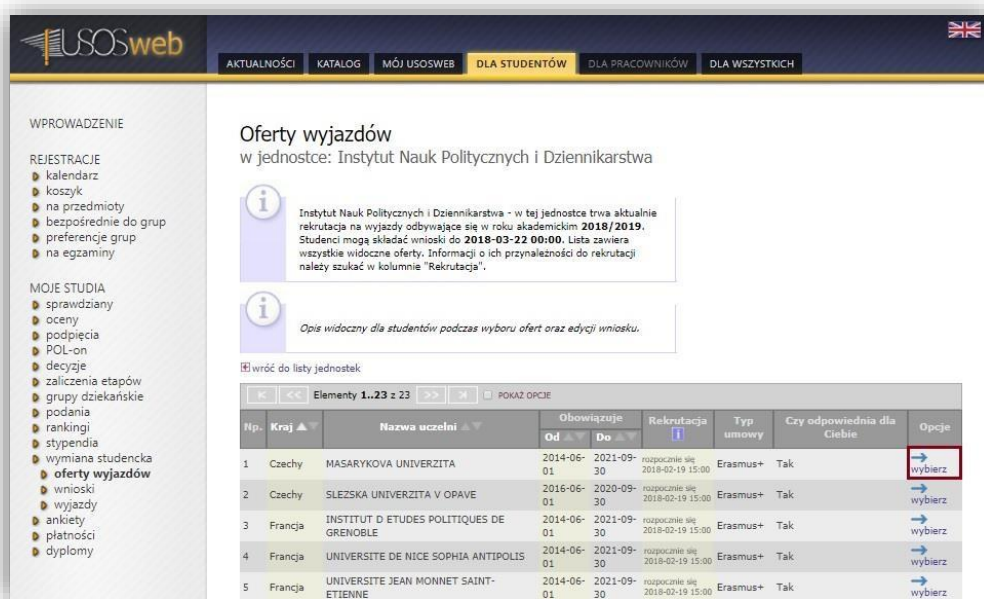 USOSweb
AKTUALNOŚCI KATALOG MÓJ USOSWEB DLA STUDENTÓW DLA PRACOWNIKÓW DLA WSZYSTKICH
WPROWADZENIE
REJESTRACJE
kalendarz
koszyk
na przedmioty
bezpośrednie do grup
preferencje grup
na egzaminy
MOJE STUDIA
sprawdziany
oceny
podpięcia
POL-on
decyzje
zaliczenia etapów
grupy dziekańskie
podania
rankingi
stypendia
wymiana studencka
oferty wyjazdów
wnioski
wyjazdy
ankiety
płatności
dyplomy
Oferty wyjazdów
w jednostce: Instytut Nauk Politycznych i Dziennikarstwa
Instytut Nauk Politycznych i Dziennikarstwa - w tej jednostce trwa aktualnie
rekrutacja na wyjazdy odbywające się w roku akademickim 2018/2019.
Studenci mogą składać wnioski do 2018-03-22 00:00. Lista zawiera
wszystkie widoczne oferty. Informacji o ich przynależności do rekrutacji
należy szukać w kolumnie "Rekrutacja".
Opis widoczny dla studentów podczas wyboru ofert oraz edycji wniosku.
wróć do listy jednostek
K << Elementy 1..23 z 23 >> POKAŻ OPCJE
Np. Kraj Nazwa uczelni Obowiązuje Od Do Rekrutacja Typ umowy Czy odpowiednia dla Ciebie Opcje
1 Czechy MASARYKOVA UNIVERZITA 2014-06-01 2021-09-30 rozpocznie się 2018-02-19 15:00 Erasmus+ Tak wybierz
2 Czechy SLEZSKA UNIVERZITA V OPAVE 2016-06-01 2020-09-30 rozpocznie się 2018-02-19 15:00 Erasmus+ Tak wybierz
3 Francja INSTITUT D ETUDES POLITIQUES DE GRENOBLE 2014-06-01 2021-09-30 rozpocznie się 2018-02-19 15:00 Erasmus+ Tak wybierz
4 Francja UNIVERSITE DE NICE SOPHIA ANTIPOLIS 2014-06-01 2021-09-30 rozpocznie się 2018-02-19 15:00 Erasmus+ Tak wybierz
5 Francja UNIVERSITE JEAN MONNET SAINT-ETIENNE 2014-06-01 2021-09-30 rozpocznie się 2018-02-19 15:00 Erasmus+ Tak wybierz